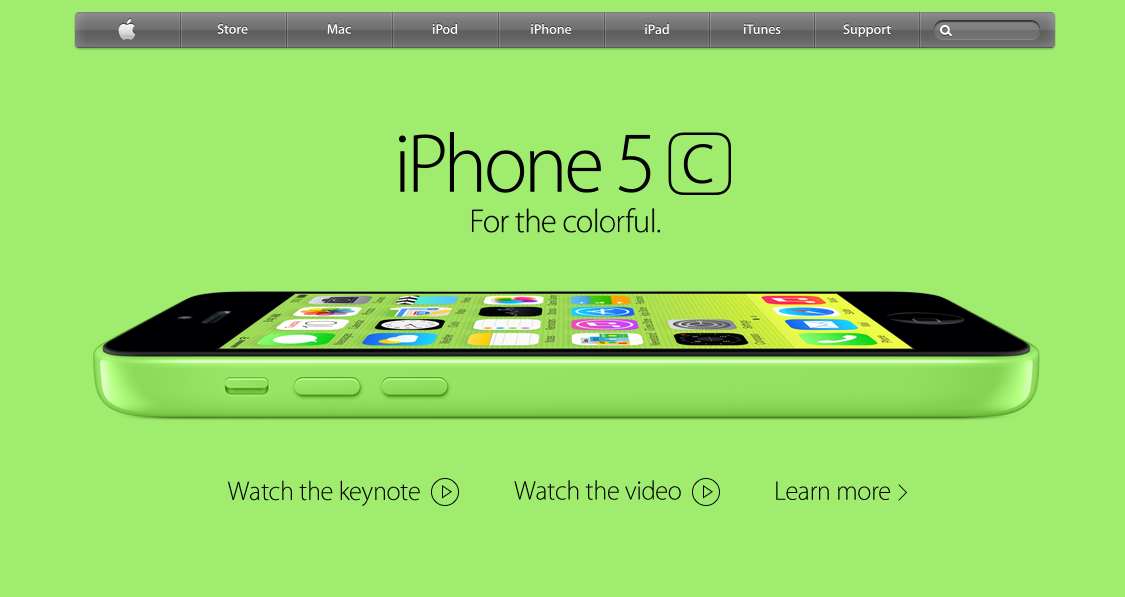 Store Mac iPod iPhone iPad iTunes Support
iPhone 5 C
For the colorful.
Watch the keynote Watch the video Learn more